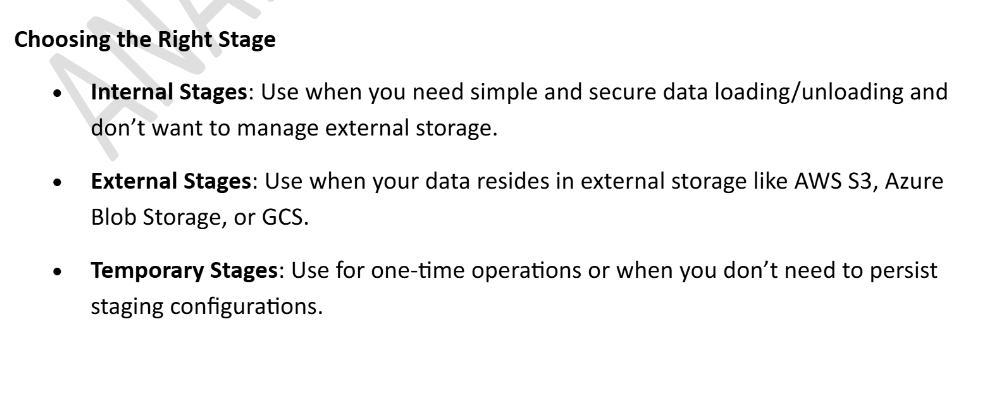 Choosing the Right Stage
• Internal Stages: Use when you need simple and secure data loading/unloading and
don’t want to manage external storage.
• External Stages: Use when your data resides in external storage like AWS S3, Azure
Blob Storage, or GCS.
• Temporary Stages: Use for one-time operations or when you don’t need to persist
staging configurations.